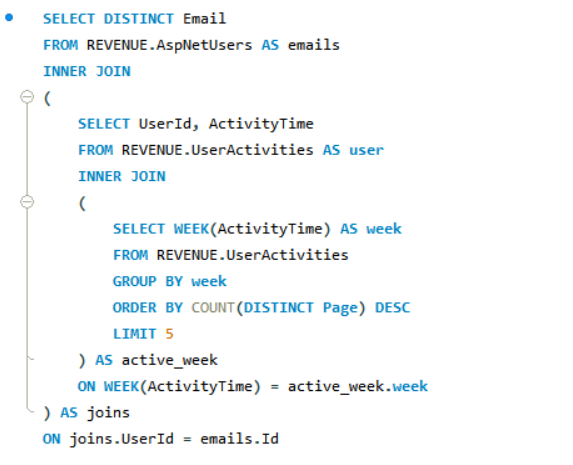 SELECT DISTINCT Email
FROM REVENUE.AspNetUsers AS emails
INNER JOIN
(
SELECT UserId, ActivityTime
FROM REVENUE.UserActivities AS user
INNER JOIN
(
SELECT WEEK(ActivityTime) AS week
FROM REVENUE.UserActivities
GROUP BY week
ORDER BY COUNT(DISTINCT Page) DESC
LIMIT 5
) AS active_week
ON WEEK(ActivityTime) = active_week.week
) AS joins
ON joins.UserId = emails.Id